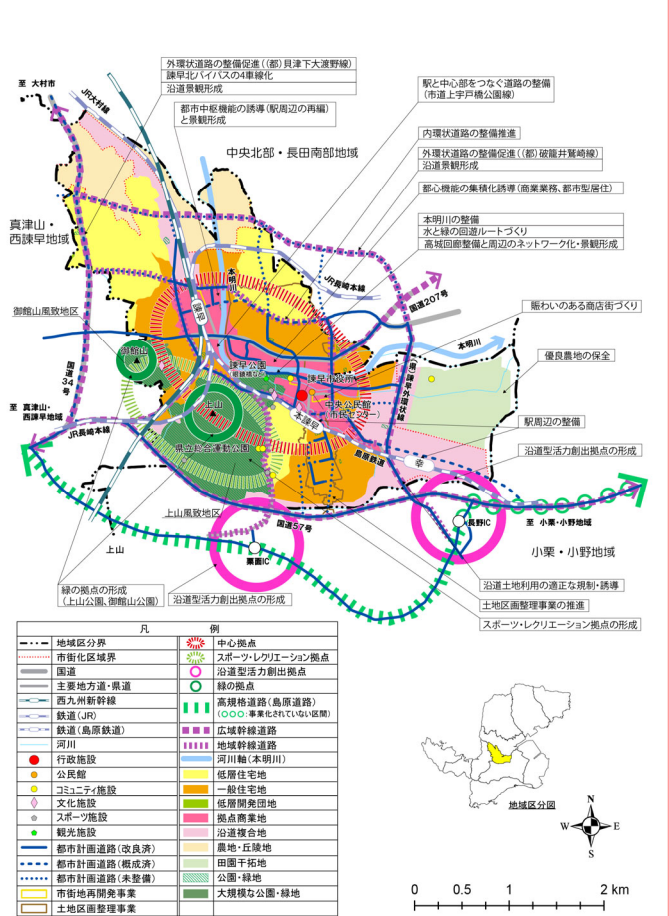 外環状道路の整備促進((都)貝津下大渡野線)
諫早北バイパスの4車線化
沿道景観形成
駅と中心部をつなぐ道路の整備
(市道上宇戸橋公園線)
至 大村市
JR大村線
都市中枢機能の誘導(駅周辺の再編)
と景観形成
内環状道路の整備推進
外環状道路の整備促進((都)破籠井鷲崎線)
沿道景観形成
中央北部・長田南部地域
都心機能の集積化誘導(商業業務、都市型居住)
真津山・
西諫早地域
本明川の整備
水と緑の回遊ルートづくり
高城回廊整備と周辺のネットワーク化・景観形成
本明川
JR長崎本線
国道207号
御館山風致地区
諫早
賑わいのある商店街づくり
本明川
御館山
優良農地の保全
国道34号
諫早公園
(眼鏡橋など)
諫早市役所
(県)諫早外環状線
上山
中央公民館
(市民センター)
至 真津山・
西諫早地域
本諫早
駅周辺の整備
JR長崎本線
県立総合運動公園
島原鉄道
幸
沿道型活力創出拠点の形成
上山風致地区
国道57号
長野IC
至 小栗・小野地域
上山
栗面IC
小栗・小野地域
緑の拠点の形成
(上山公園、御館山公園)
沿道型活力創出拠点の形成
沿道土地利用の適正な規制・誘導
土地区画整理事業の推進
スポーツ・レクリエーション拠点の形成
凡 例
地域区分界
中心拠点
市街化区域界
スポーツ・レクリエーション拠点
国道
沿道型活力創出拠点
主要地方道・県道
緑の拠点
西九州新幹線
高規格道路(島原道路)
(○○○:事業化されていない区間)
鉄道(JR)
鉄道(島原鉄道)
広域幹線道路
河川
地域幹線道路
行政施設
河川軸(本明川)
公民館
低層住宅地
コミュニティ施設
一般住宅地
文化施設
低層開発団地
スポーツ施設
拠点商業地
観光施設
沿道複合地
都市計画道路(改良済)
農地・丘陵地
都市計画道路(概成済)
田園干拓地
都市計画道路(未整備)
公園・緑地
市街地再開発事業
大規模な公園・緑地
土地区画整理事業
地域区分図
N
W
E
S
0 0.5 1 2 km